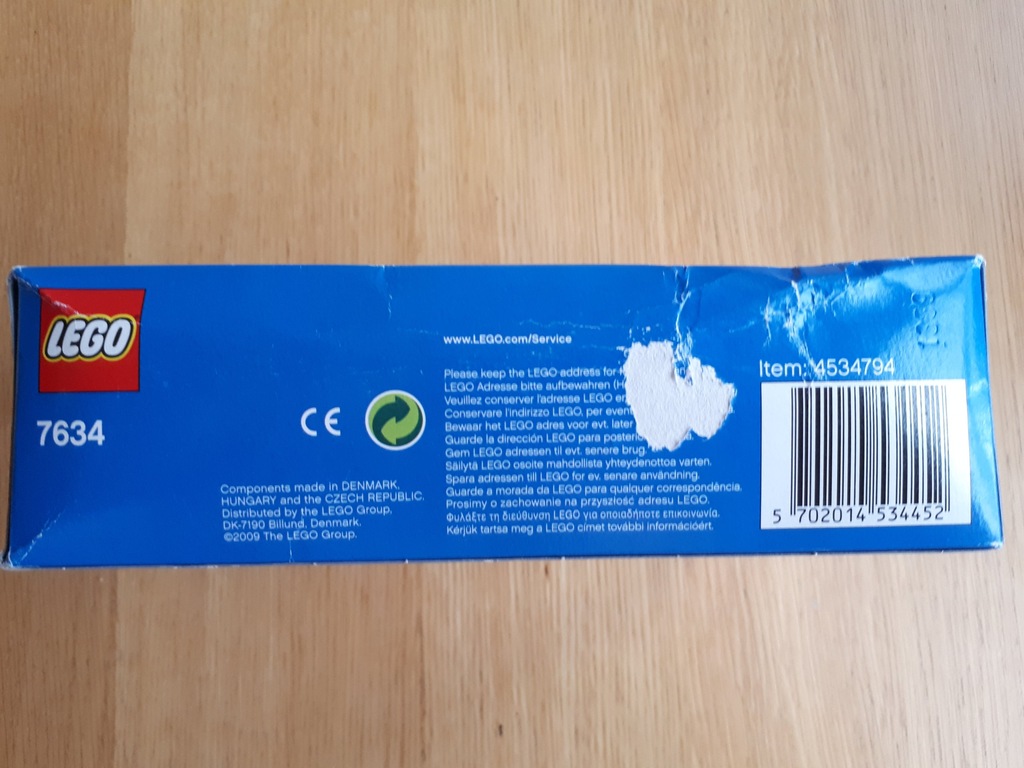 LEGO
7634
CE
Components made in DENMARK,
HUNGARY and the CZECH REPUBLIC.
Distributed by the LEGO Group,
DK-7190 Billund, Denmark.
©2009 The LEGO Group.
www.LEGO.com/Service
Please keep the LEGO address for
LEGO Adresse bitte aufbewahren
Veuillez conserver l'adresse LEGO
Conservare l'indirizzo LEGO, per
Bewaar het LEGO adres voor evt. later
Guarde la dirección LEGO para
Gem LEGO adressen til evt. senere brug.
Säilytä LEGO osoite mahdollista yhteydenottoa varten.
Spara adressen till LEGO for ev. senare användning.
Guarde a morada da LEGO para qualquer correspondência.
Prosimy o zachowanie na przyszłość adresu LEGO.
Φυλάξτε τη διεύθυνση LEGO για οποιαδήποτε επικοινωνία.
Kérjük tartsa meg a LEGO címet további információért.
Item: 4534794
5 702014 534452